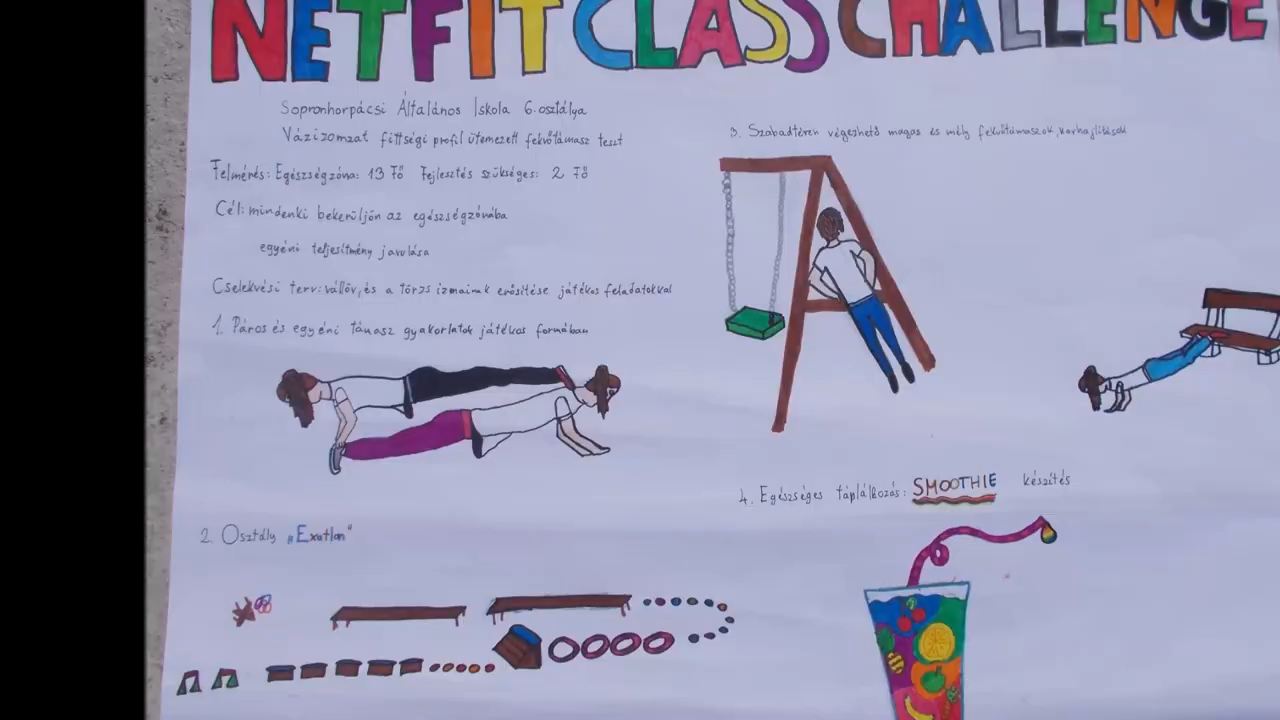 NETFIT CLASS CHALLENGE
Sopronhorpácsi Általános Iskola 6. osztálya
Vázizomzat fittségi profil ütemezett fekvőtámasz teszt
Felmérés: Egészségzóna: 13 Fő Fejlesztés szükséges: 2 Fő
Cél: mindenki bekerüljön az egészségzónába
egyéni teljesítmény javulása
Cselekvési terv: vállöv, és a törzs izmainak erősítése játékos feladatokkal
1. Páros és egyéni támasz gyakorlatok játékos formában
2. Osztály „Exatlon"
3. Szabadtéren végezhető magas és mély fekvőtámaszok, karhajlítások
4. Egészséges táplálkozás: SMOOTHIE készítés